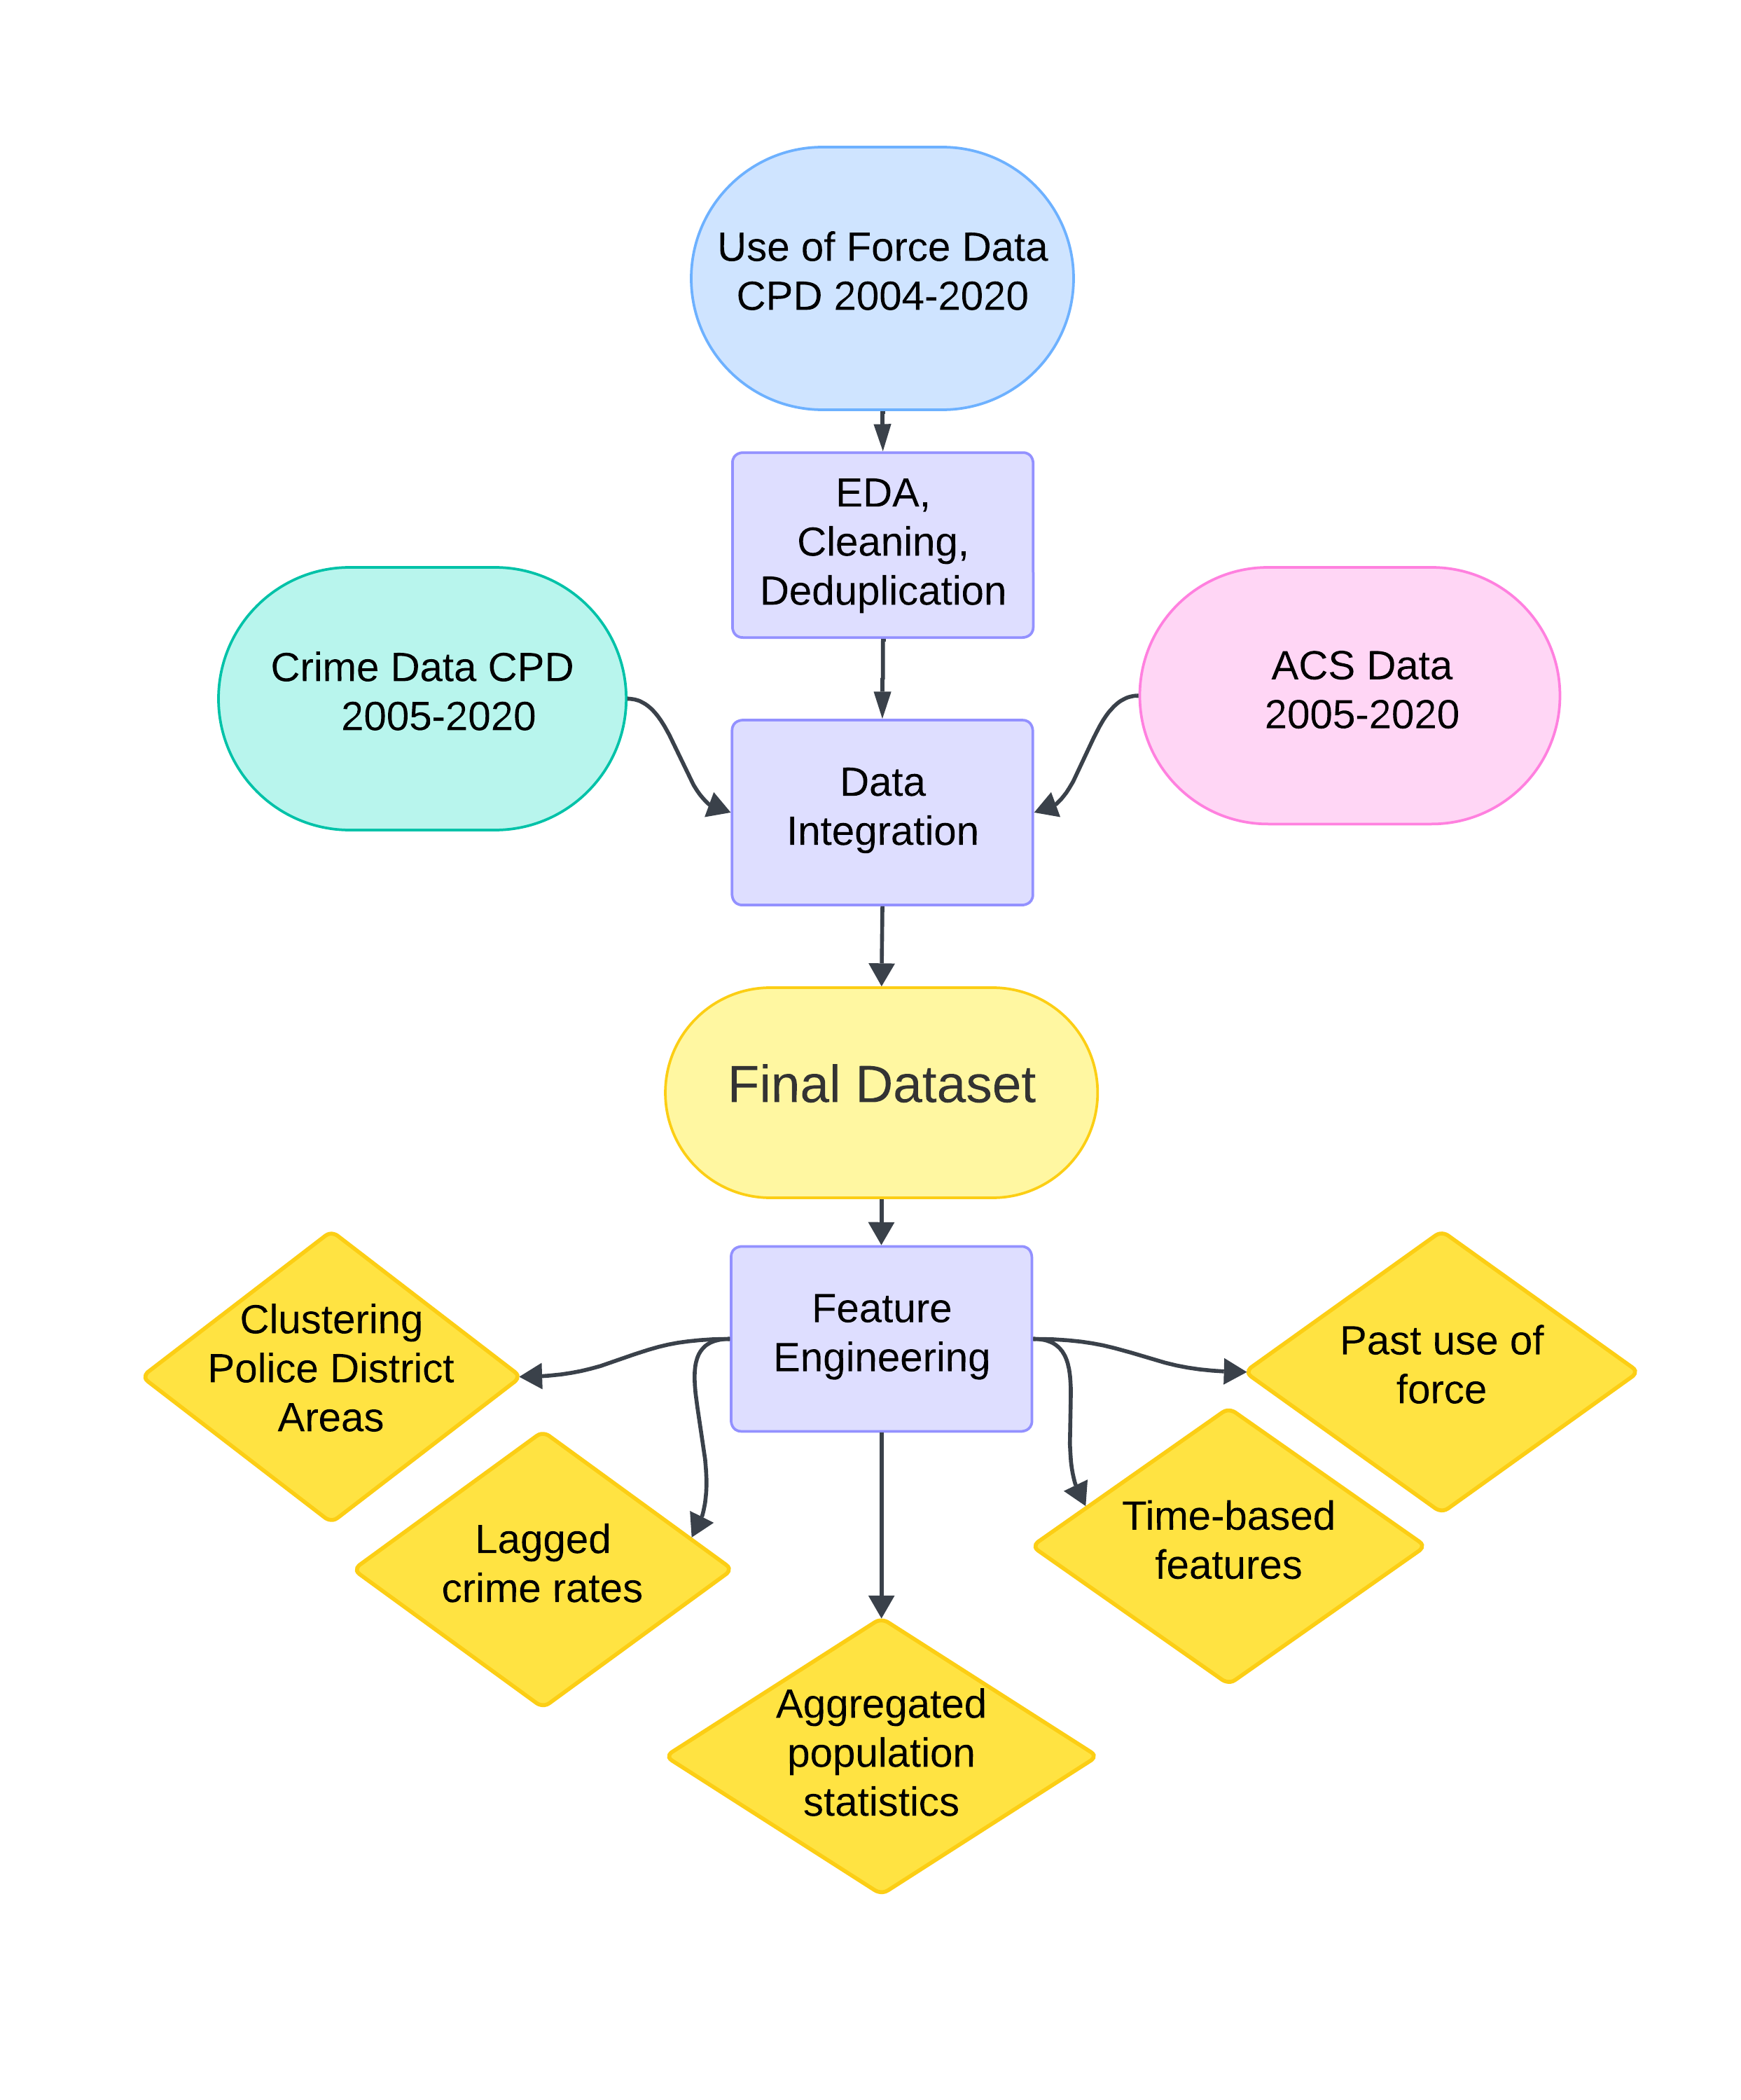 Use of Force Data
CPD 2004-2020
EDA,
Cleaning,
Deduplication
Crime Data CPD
2005-2020
ACS Data
2005-2020
Data
Integration
Final Dataset
Feature
Engineering
Clustering
Police District
Areas
Past use of
force
Lagged
crime rates
Time-based
features
Aggregated
population
statistics